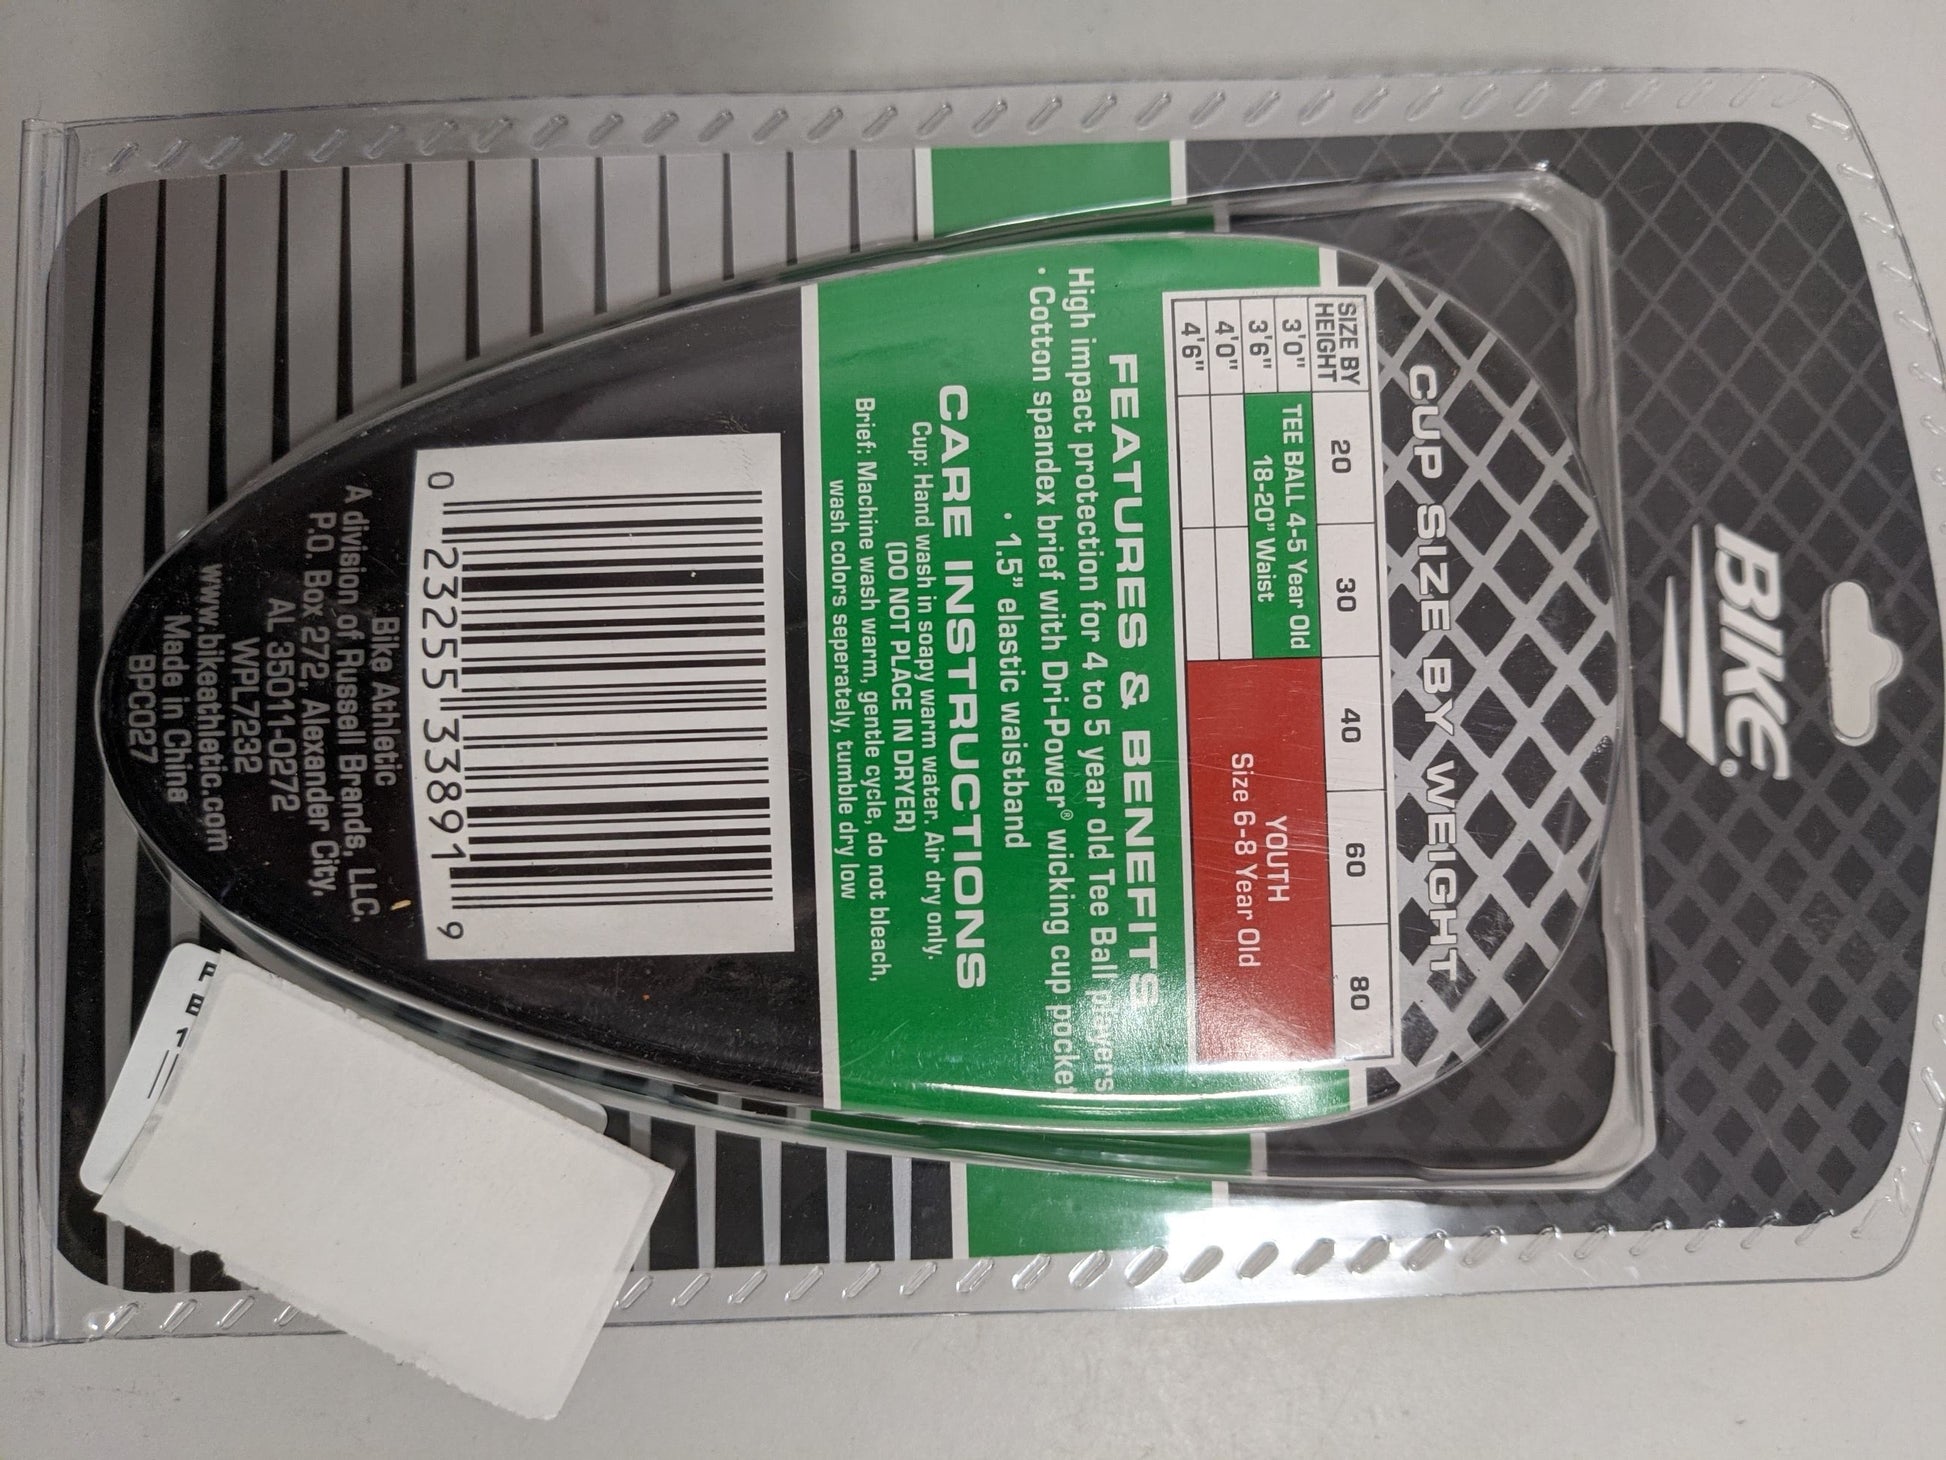 BIKE®
CUP SIZE BY WEIGHT
SIZE BY HEIGHT 20 30 40 60 80
3'0"
3'6"
4'0"
4'6"
TEE BALL 4-5 Year Old
18-20" Waist
YOUTH
Size 6-8 Year Old
FEATURES & BENEFITS
High impact protection for 4 to 5 year old Tee Ball players
· Cotton spandex brief with Dri-Power® wicking cup pocket
· 1.5" elastic waistband
CARE INSTRUCTIONS
Cup: Hand wash in soapy warm water. Air dry only.
(DO NOT PLACE IN DRYER)
Brief: Machine wash warm, gentle cycle, do not bleach,
wash colors seperately, tumble dry low
0 23255 33891 9
Bike Athletic
A division of Russell Brands, LLC.
P.O. Box 272, Alexander City,
AL 35011-0272
WPL7232
www.bikeathletic.com
Made in China
BPC027